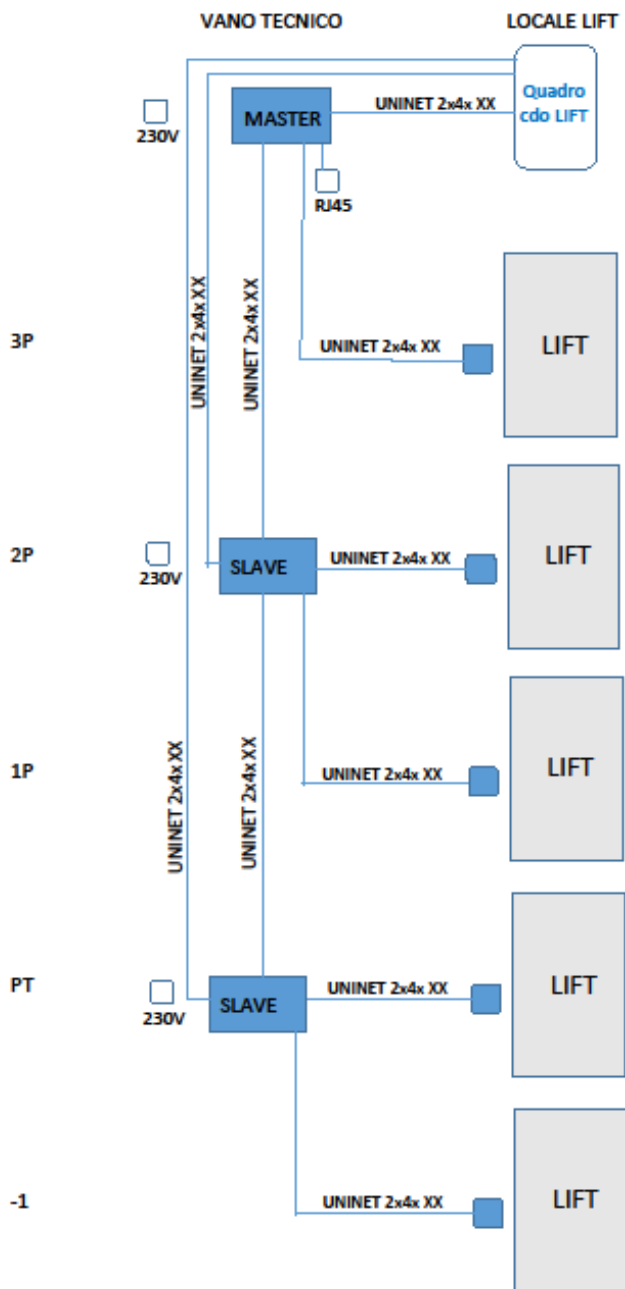 VANO TECNICO
LOCALE LIFT
Quadro
cdo LIFT
UNINET 2x4x XX
MASTER
230V
RJ45
UNINET 2x4x XX
UNINET 2x4x XX
3P
UNINET 2x4x XX
LIFT
2P
230V
SLAVE
UNINET 2x4x XX
LIFT
1P
UNINET 2x4x XX
UNINET 2x4x XX
UNINET 2x4x XX
LIFT
PT
230V
SLAVE
UNINET 2x4x XX
LIFT
-1
UNINET 2x4x XX
LIFT